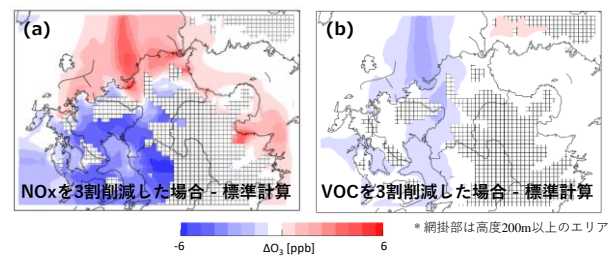 (a)
(b)
NOxを3割削減した場合 - 標準計算
VOCを3割削減した場合 - 標準計算
-6
ΔO₃ [ppb]
6
* 網掛部は高度200m以上のエリア